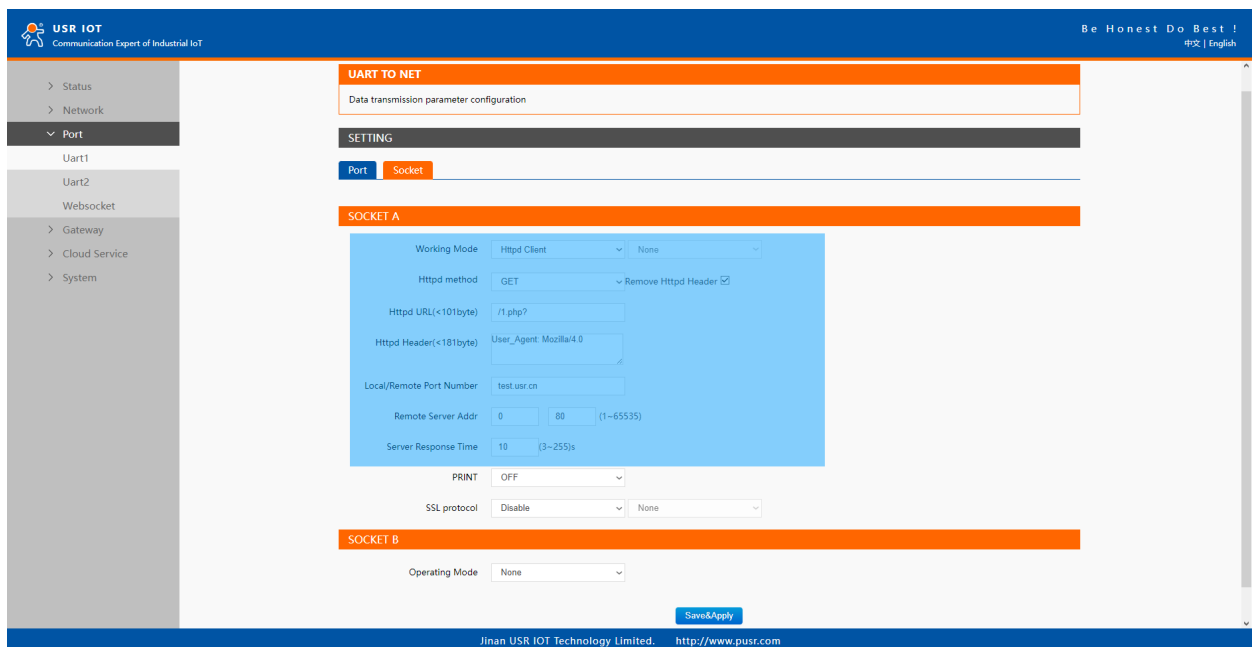 USR IOT
Communication Expert of Industrial IoT
Be Honest Do Best !
中文 | English
Status
Network
Port
Uart1
Uart2
Websocket
Gateway
Cloud Service
System
UART TO NET
Data transmission parameter configuration
SETTING
Port Socket
SOCKET A
Working Mode Httpd Client None
Httpd method GET Remove Httpd Header
Httpd URL(<101byte) /1.php?
Httpd Header(<181byte) User_Agent: Mozilla/4.0
Local/Remote Port Number test.usr.cn
Remote Server Addr 0 80 (1~65535)
Server Response Time 10 (3~255)s
PRINT OFF
SSL protocol Disable None
SOCKET B
Operating Mode None
Save&Apply
Jinan USR IOT Technology Limited. http://www.pusr.com